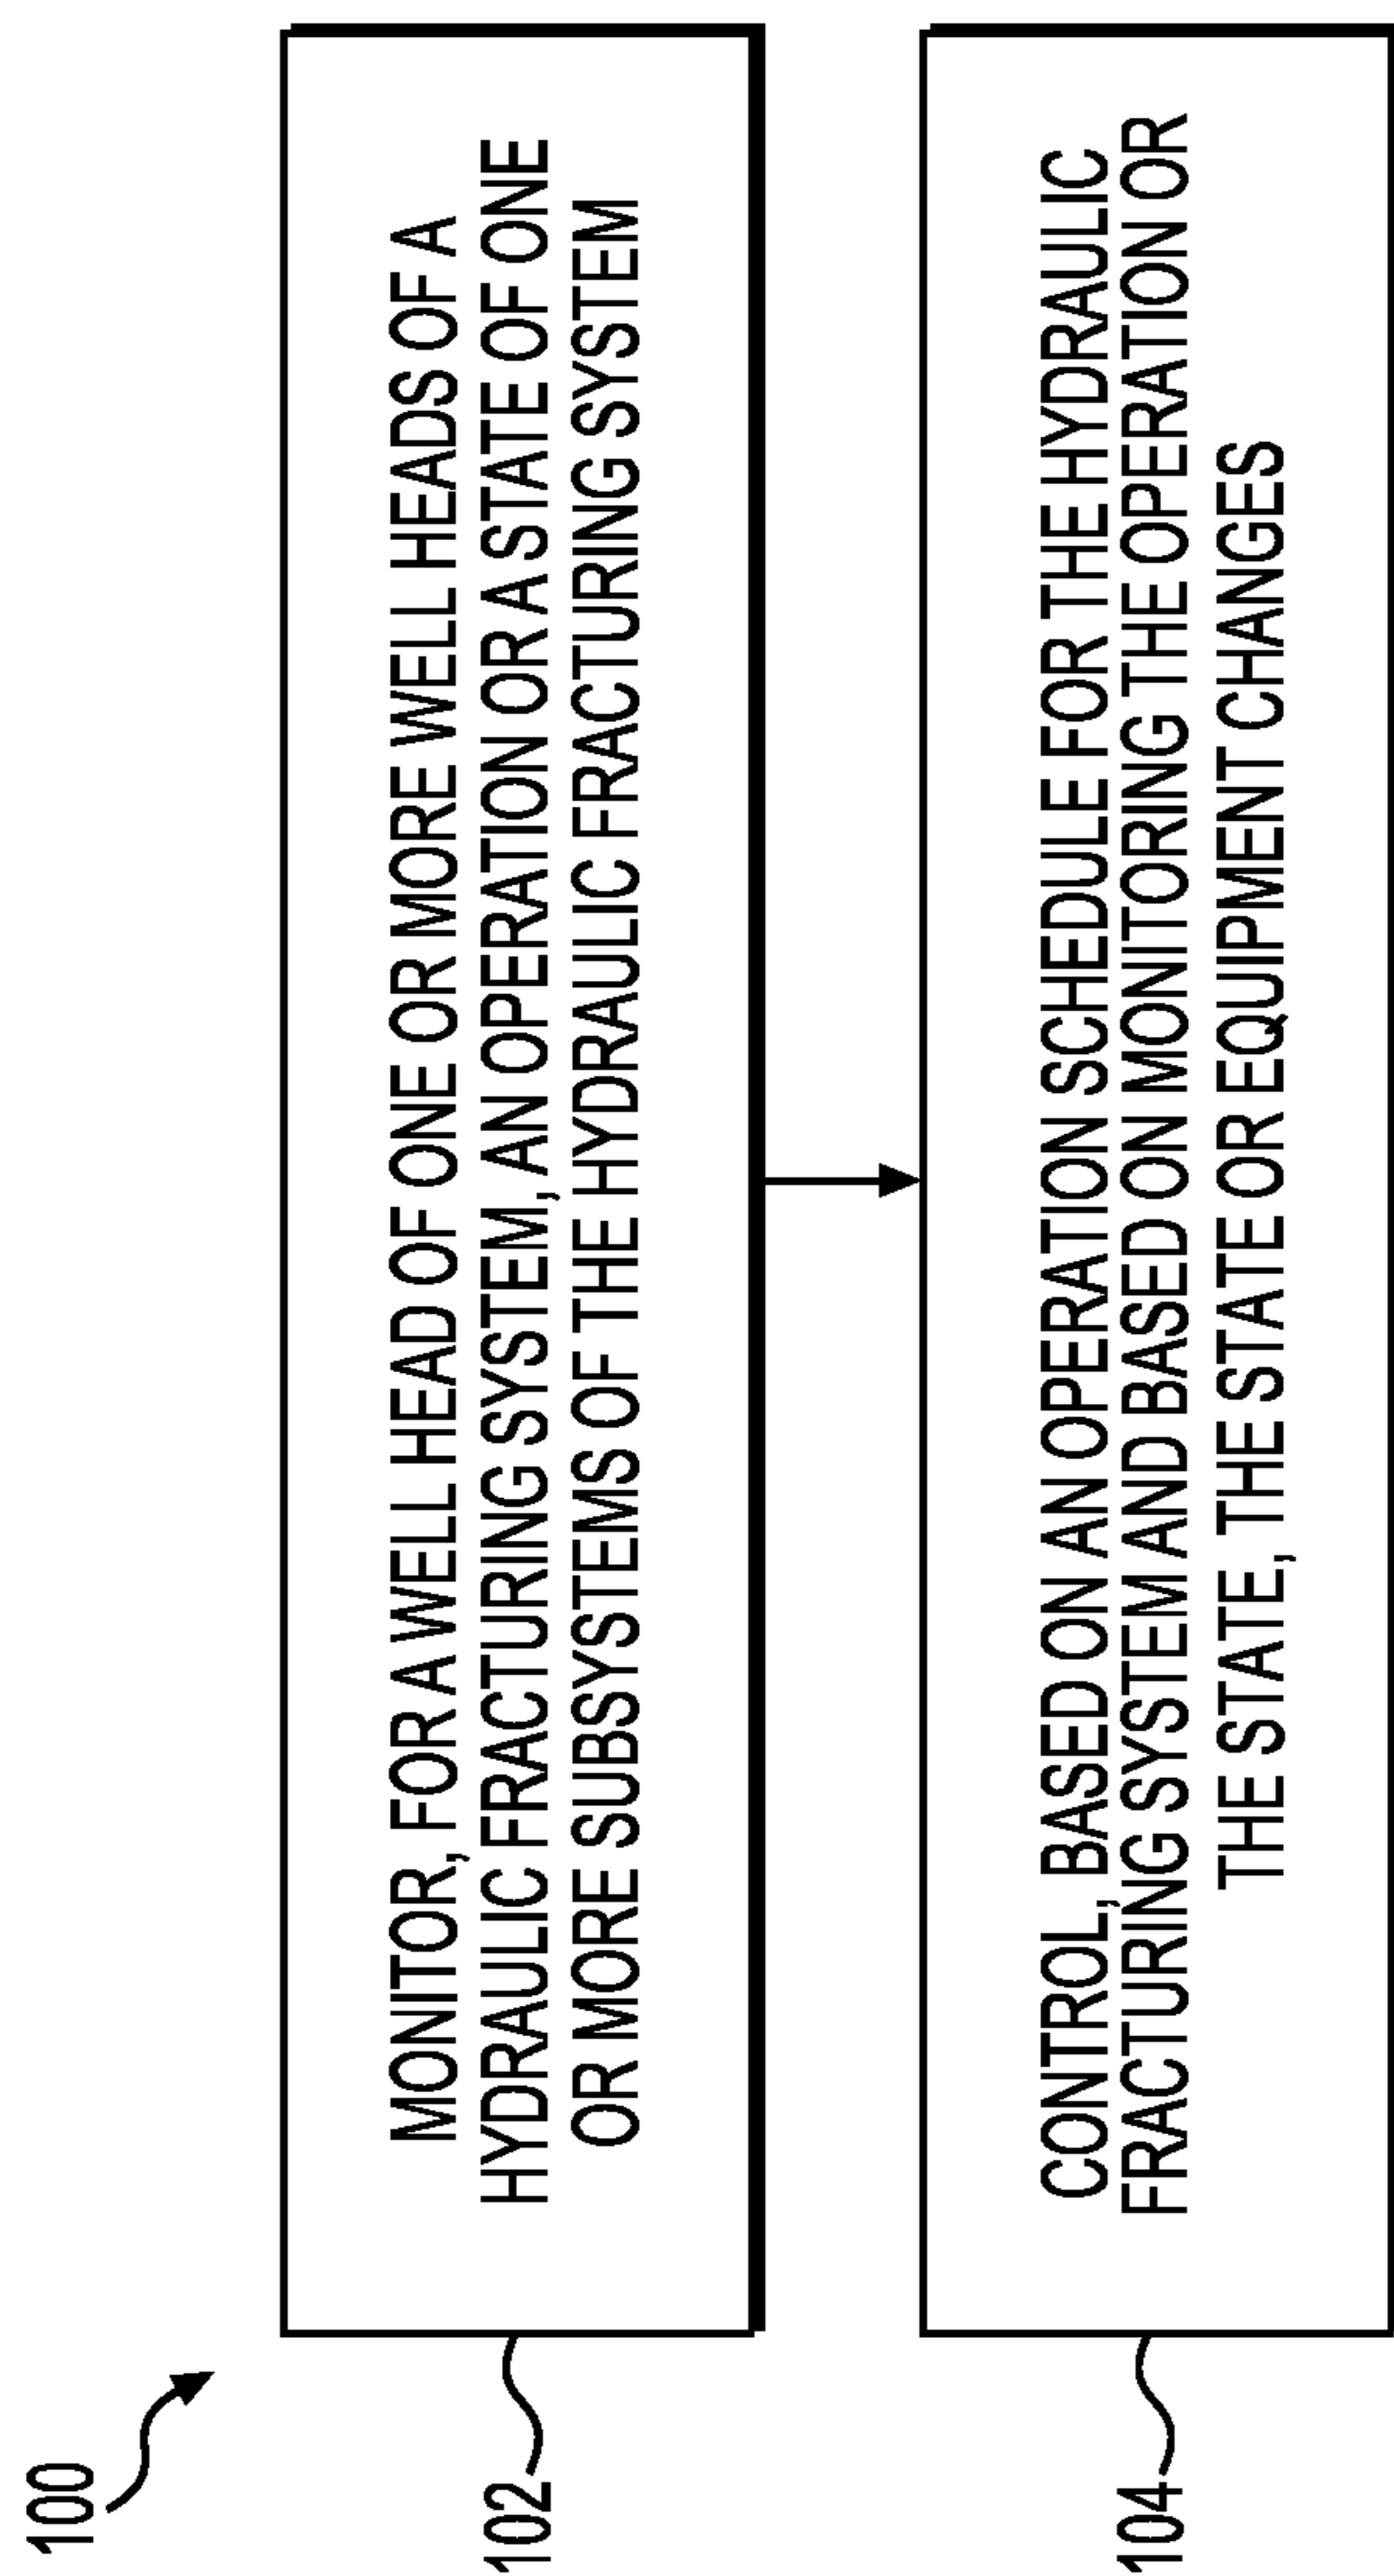 100
102
MONITOR, FOR A WELL HEAD OF ONE OR MORE WELL HEADS OF A
HYDRAULIC FRACTURING SYSTEM, AN OPERATION OR A STATE OF ONE
OR MORE SUBSYSTEMS OF THE HYDRAULIC FRACTURING SYSTEM
104
CONTROL, BASED ON AN OPERATION SCHEDULE FOR THE HYDRAULIC
FRACTURING SYSTEM AND BASED ON MONITORING THE OPERATION OR
THE STATE, THE STATE OR EQUIPMENT CHANGES